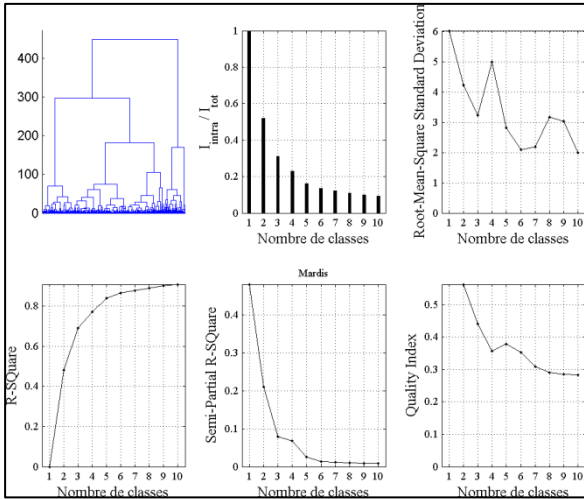 400
300
200
100
0
I_intra / I_tot
1
0.8
0.6
0.4
0.2
0
1 2 3 4 5 6 7 8 9 10
Nombre de classes
Root-Mean-Square Standard Deviation
6
5
4
3
2
1
0
1 2 3 4 5 6 7 8 9 10
Nombre de classes
R-SQuare
0.8
0.6
0.4
0.2
0
1 2 3 4 5 6 7 8 9 10
Nombre de classes
Mardis
Semi-Partial R-SQuare
0.4
0.3
0.2
0.1
0
1 2 3 4 5 6 7 8 9 10
Nombre de classes
Quality Index
0.5
0.4
0.3
0.2
0.1
0
1 2 3 4 5 6 7 8 9 10
Nombre de classes